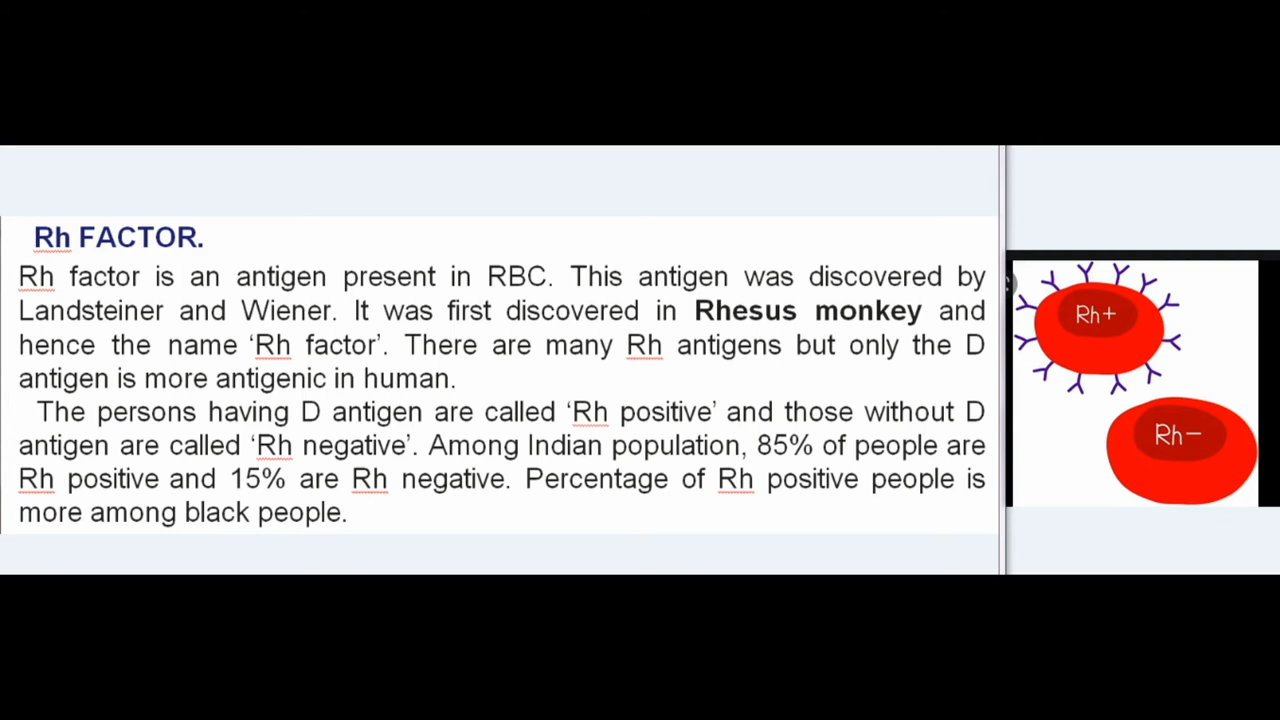 Rh FACTOR.
Rh factor is an antigen present in RBC. This antigen was discovered by
Landsteiner and Wiener. It was first discovered in Rhesus monkey and
hence the name ‘Rh factor’. There are many Rh antigens but only the D
antigen is more antigenic in human.
The persons having D antigen are called ‘Rh positive’ and those without D
antigen are called ‘Rh negative’. Among Indian population, 85% of people are
Rh positive and 15% are Rh negative. Percentage of Rh positive people is
more among black people.
Rh+
Rh−